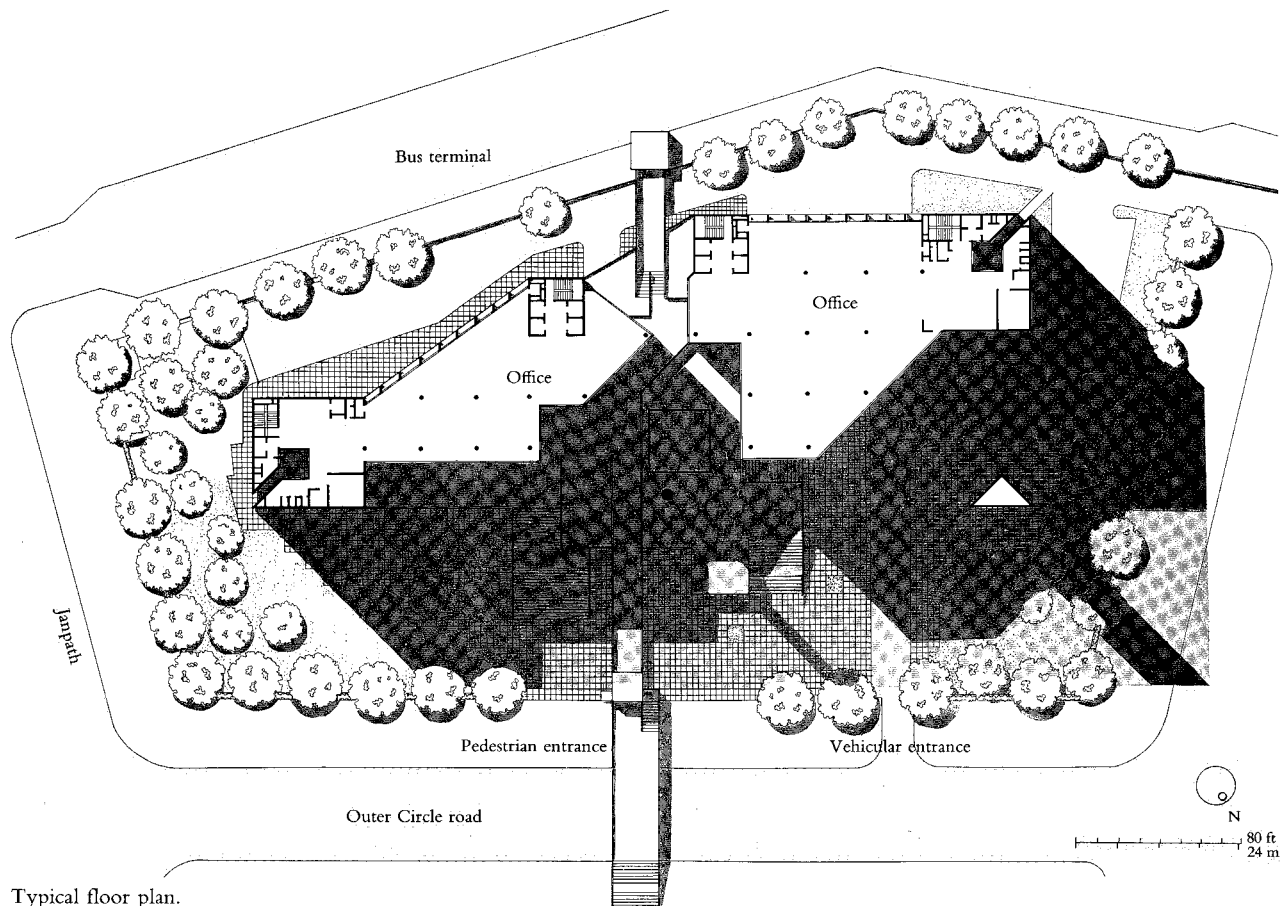 Bus terminal
Office
Office
Janpath
Pedestrian entrance
Vehicular entrance
Outer Circle road
N
80 ft
24 m
Typical floor plan.